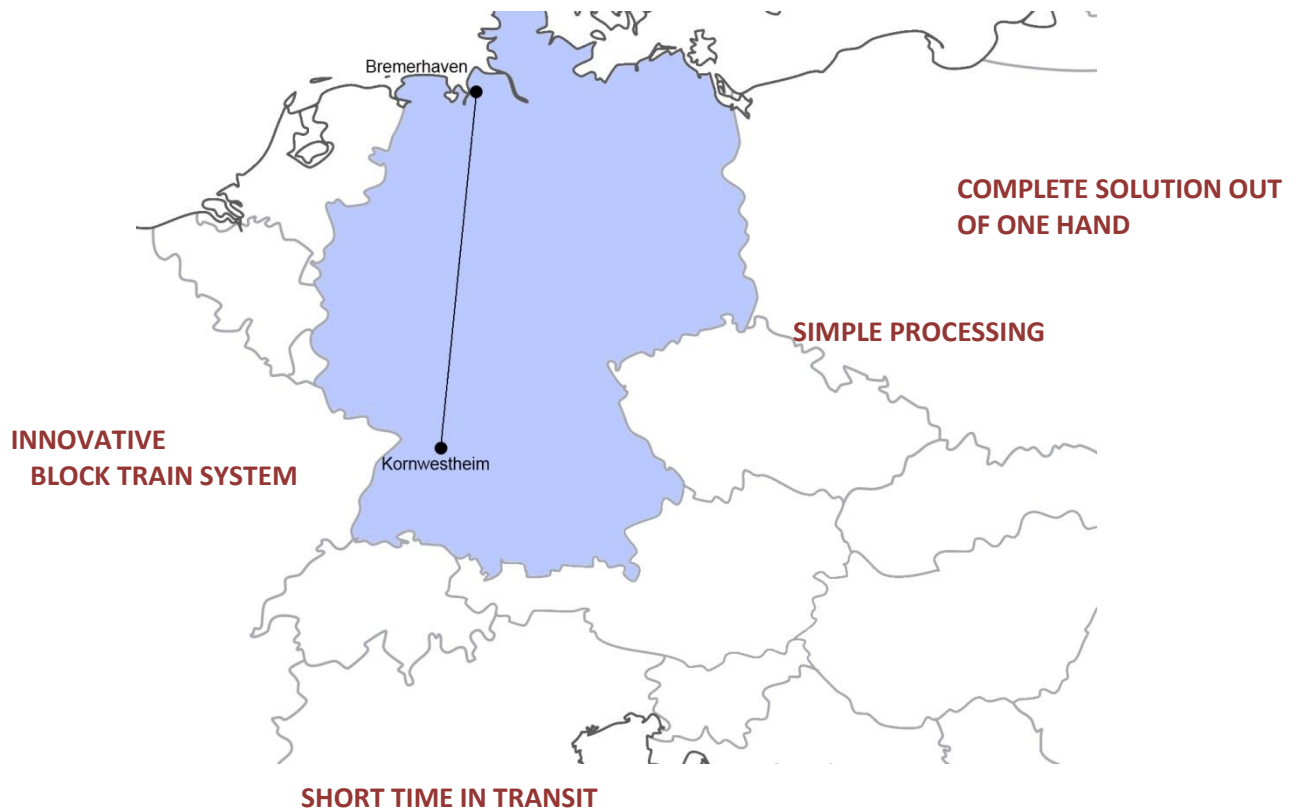 Bremerhaven
COMPLETE SOLUTION OUT
OF ONE HAND
SIMPLE PROCESSING
INNOVATIVE
BLOCK TRAIN SYSTEM
Kornwestheim
SHORT TIME IN TRANSIT